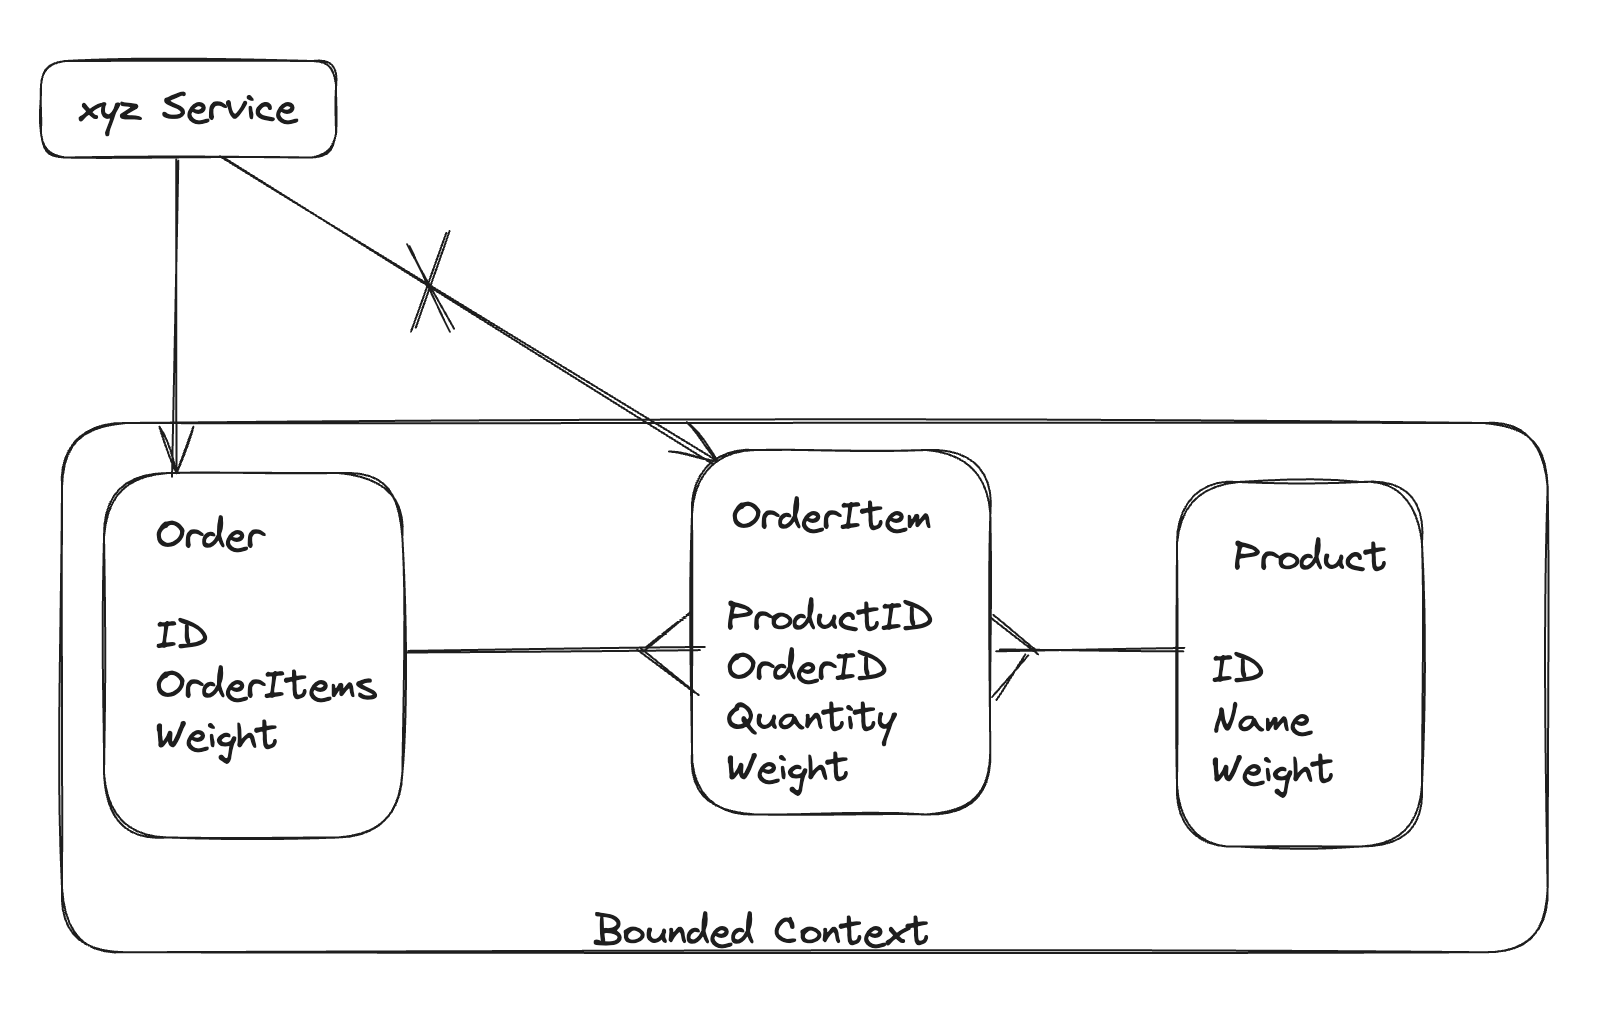 xyz Service
Order
ID
OrderItems
Weight
OrderItem
ProductID
OrderID
Quantity
Weight
Product
ID
Name
Weight
Bounded Context